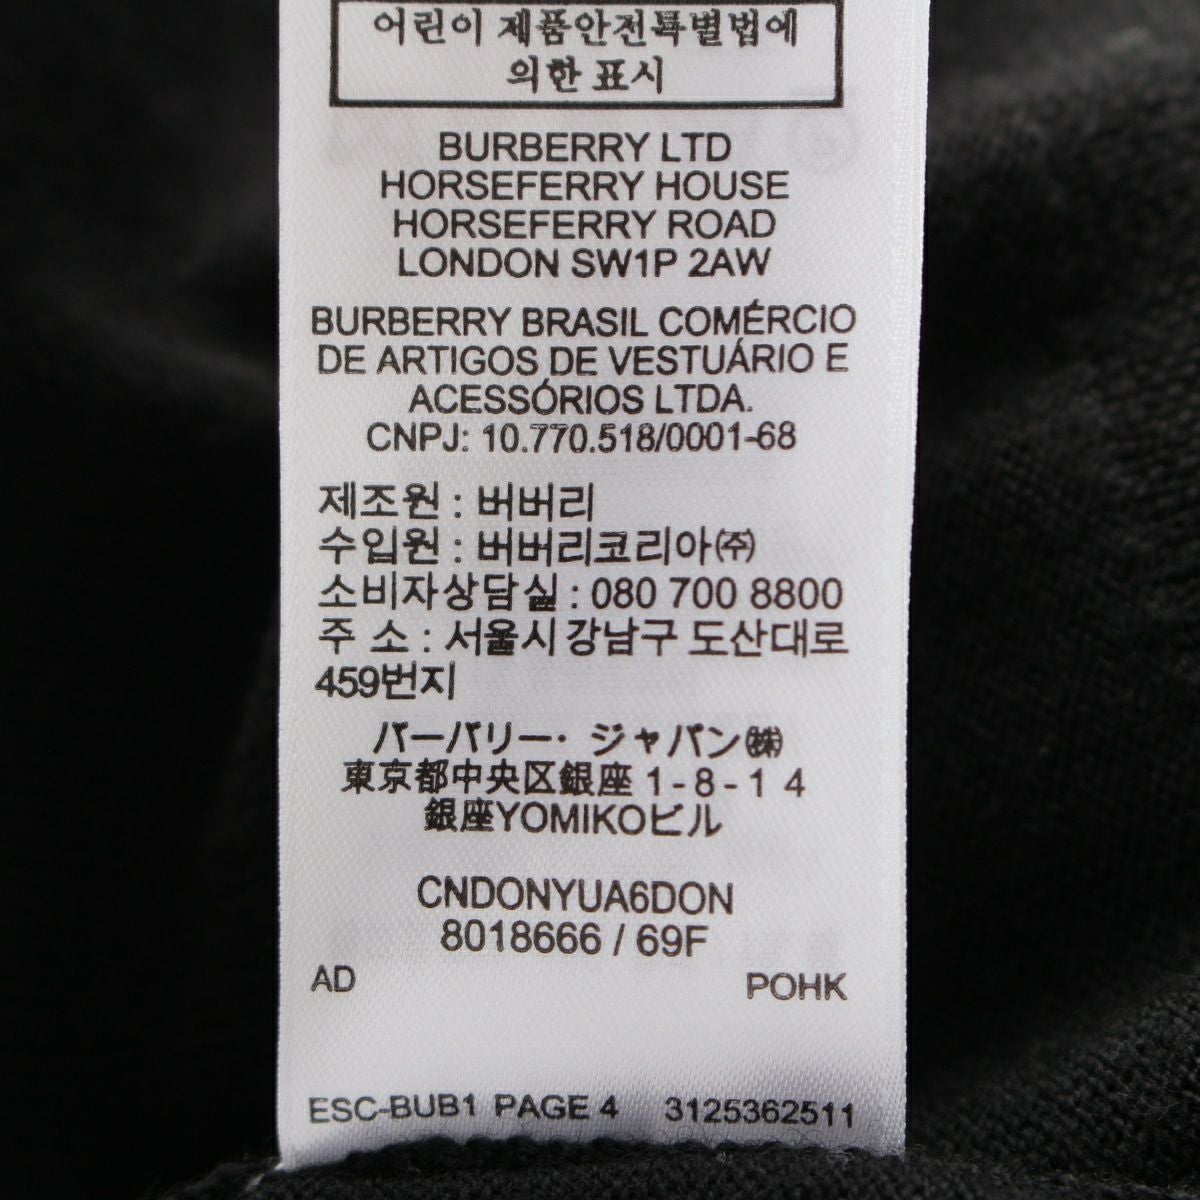 어린이 제품안전특별법에
의한 표시
BURBERRY LTD
HORSEFERRY HOUSE
HORSEFERRY ROAD
LONDON SW1P 2AW
BURBERRY BRASIL COMÉRCIO
DE ARTIGOS DE VESTUÁRIO E
ACESSÓRIOS LTDA.
CNPJ: 10.770.518/0001-68
제조원 : 버버리
수입원 : 버버리코리아㈜
소비자상담실 : 080 700 8800
주 소 : 서울시 강남구 도산대로
459번지
バーバリー・ジャパン㈱
東京都中央区銀座 1-8-1 4
銀座YOMIKOビル
CNDONYUA6DON
8018666 / 69F
AD POHK
ESC-BUB1 PAGE 4 3125362511